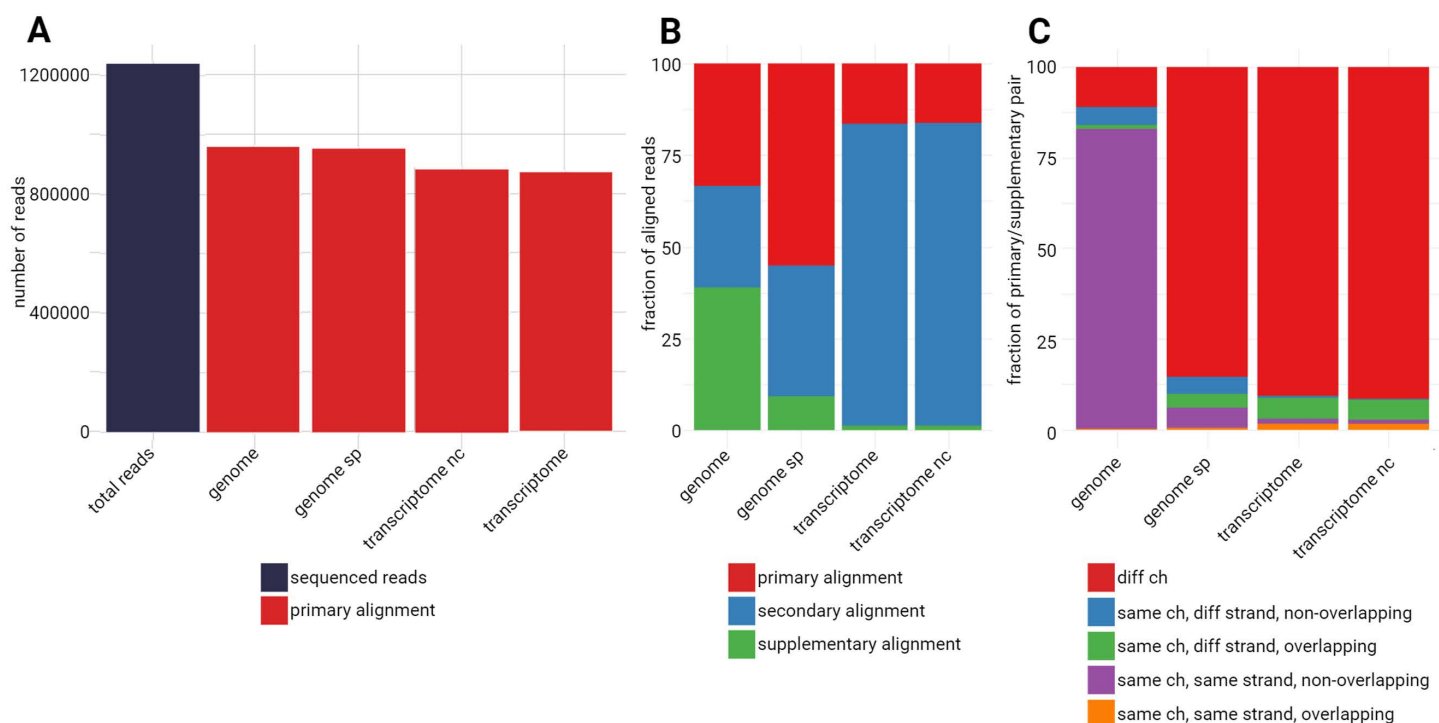 A
number of reads
1200000
800000
400000
0
total reads
genome
genome sp
transcriptome nc
transcriptome
sequenced reads
primary alignment
B
fraction of aligned reads
100
75
50
25
0
genome
genome sp
transcriptome
transcriptome nc
primary alignment
secondary alignment
supplementary alignment
C
fraction of primary/supplementary pair
100
75
50
25
0
genome
genome sp
transcriptome
transcriptome nc
diff ch
same ch, diff strand, non-overlapping
same ch, diff strand, overlapping
same ch, same strand, non-overlapping
same ch, same strand, overlapping